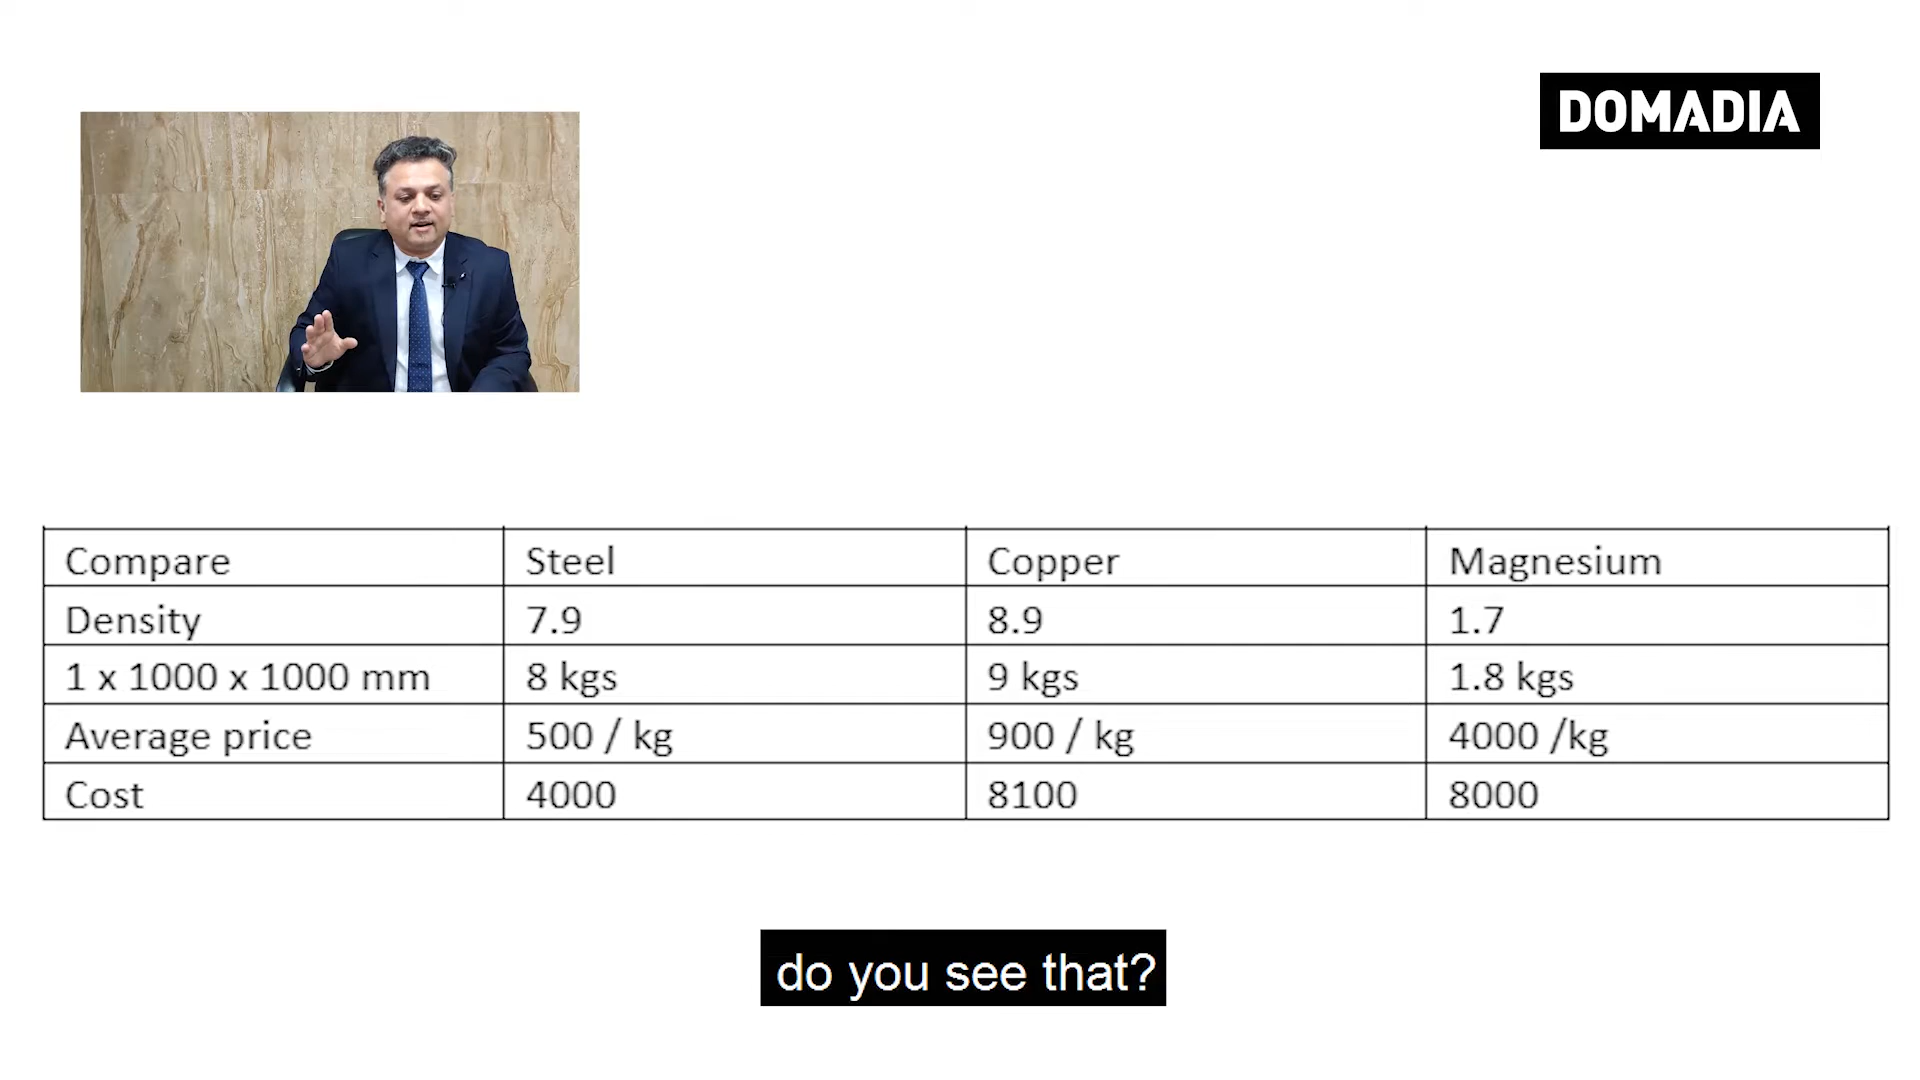 DOMADIA
Compare Steel Copper Magnesium
Density 7.9 8.9 1.7
1 x 1000 x 1000 mm 8 kgs 9 kgs 1.8 kgs
Average price 500 / kg 900 / kg 4000 /kg
Cost 4000 8100 8000
do you see that?